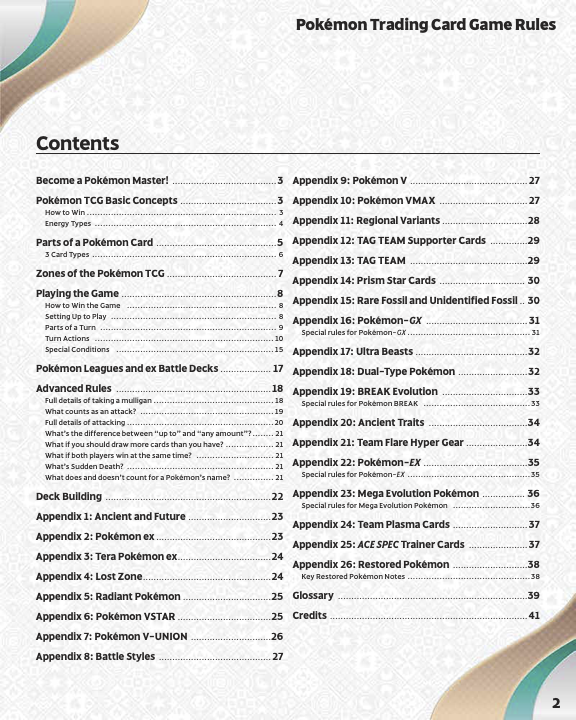 Pokémon Trading Card Game Rules
Contents
Become a Pokémon Master! ........................................ 3
Pokémon TCG Basic Concepts ..................................... 3
How to Win ........................................ 3
Energy Types ........................................ 4
Parts of a Pokémon Card ........................................ 5
3 Card Types ........................................ 6
Zones of the Pokémon TCG ........................................ 7
Playing the Game ........................................ 8
How to Win the Game ........................................ 8
Setting Up to Play ........................................ 8
Parts of a Turn ........................................ 9
Turn Actions ........................................ 10
Special Conditions ........................................ 15
Pokémon Leagues and ex Battle Decks .................. 17
Advanced Rules ........................................ 18
Full details of taking a mulligan ........................................ 18
What counts as an attack? ........................................ 19
Full details of attacking ........................................ 20
What's the difference between “up to” and “any amount”? ........ 21
What if you should draw more cards than you have? .................. 21
What if both players win at the same time? .............................. 21
What's Sudden Death? ........................................ 21
What does and doesn't count for a Pokémon's name? ................ 21
Deck Building ........................................ 22
Appendix 1: Ancient and Future .............................. 23
Appendix 2: Pokémon ex ........................................ 23
Appendix 3: Tera Pokémon ex .................................. 24
Appendix 4: Lost Zone ........................................ 24
Appendix 5: Radiant Pokémon ................................ 25
Appendix 6: Pokémon VSTAR .................................. 25
Appendix 7: Pokémon V-UNION .............................. 26
Appendix 8: Battle Styles ........................................ 27
Appendix 9: Pokémon V ........................................ 27
Appendix 10: Pokémon VMAX ................................ 27
Appendix 11: Regional Variants .............................. 28
Appendix 12: TAG TEAM Supporter Cards ............. 29
Appendix 13: TAG TEAM ........................................ 29
Appendix 14: Prism Star Cards ................................ 30
Appendix 15: Rare Fossil and Unidentified Fossil .. 30
Appendix 16: Pokémon-GX .................................... 31
Special rules for Pokémon-GX ........................................ 31
Appendix 17: Ultra Beasts ........................................ 32
Appendix 18: Dual-Type Pokémon ........................... 32
Appendix 19: BREAK Evolution ................................ 33
Special rules for Pokémon BREAK ................................ 33
Appendix 20: Ancient Traits .................................... 34
Appendix 21: Team Flare Hyper Gear ...................... 34
Appendix 22: Pokémon-EX .................................... 35
Special rules for Pokémon-EX ........................................ 35
Appendix 23: Mega Evolution Pokémon ............... 36
Special rules for Mega Evolution Pokémon ......................... 36
Appendix 24: Team Plasma Cards .......................... 37
Appendix 25: ACE SPEC Trainer Cards .................... 37
Appendix 26: Restored Pokémon ............................ 38
Key Restored Pokémon Notes ........................................ 38
Glossary ........................................ 39
Credits ........................................ 41
2